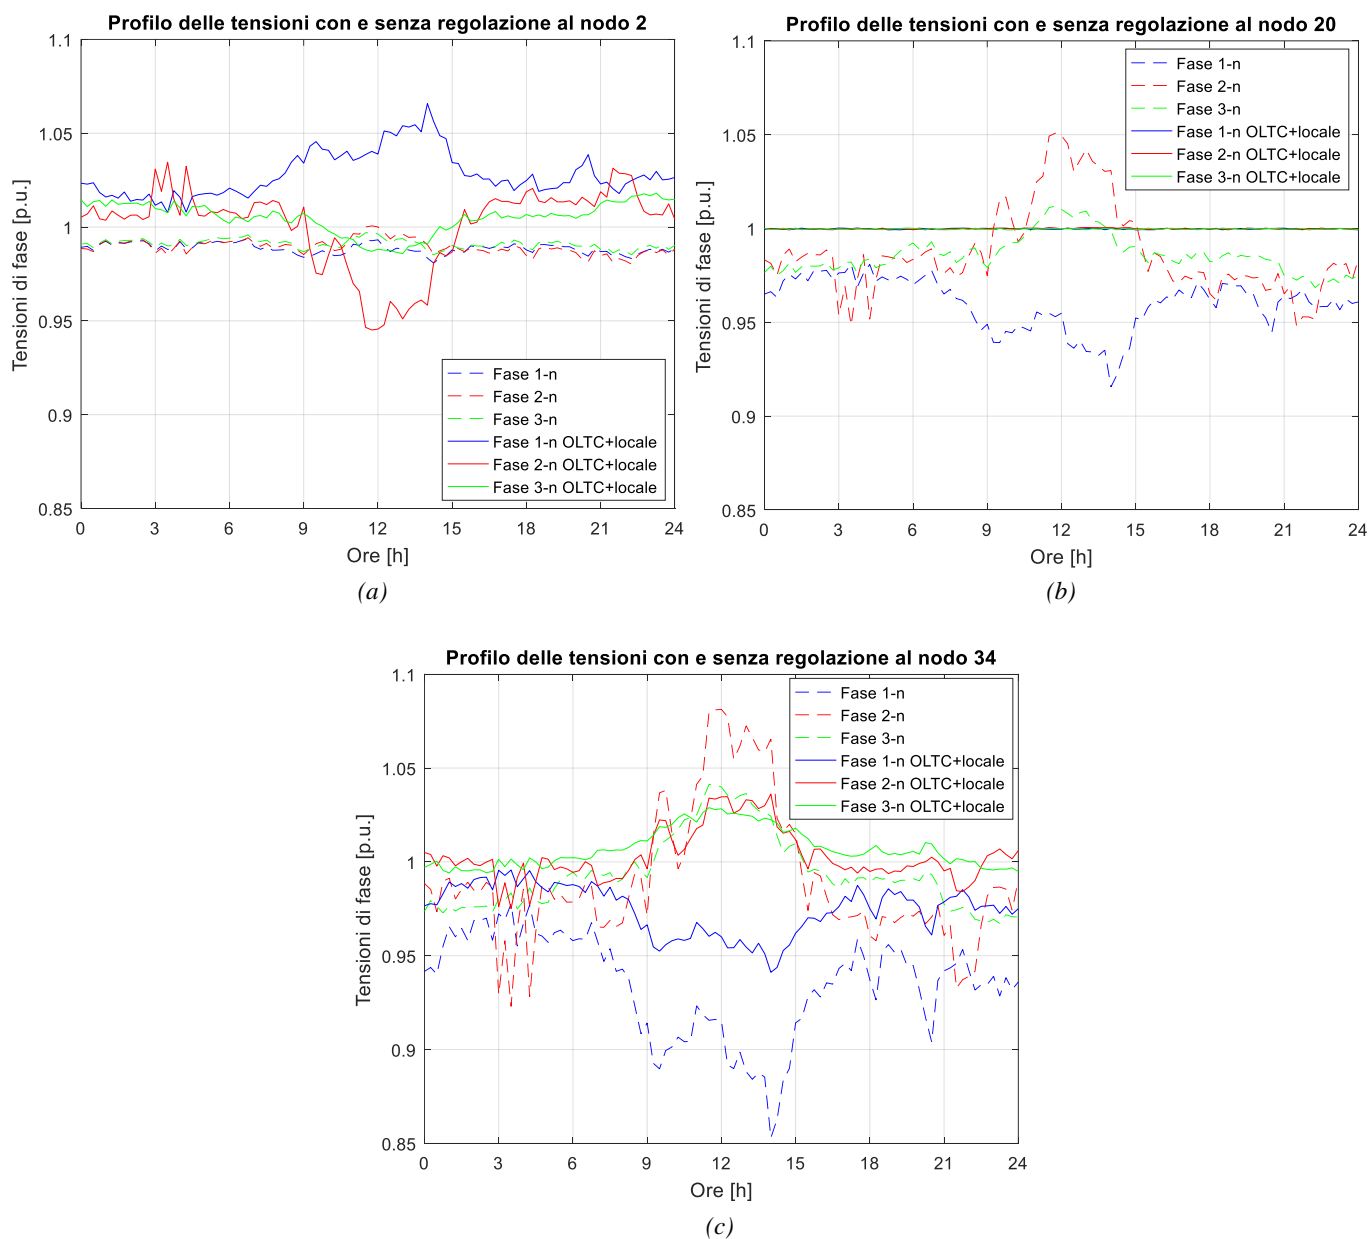 Profilo delle tensioni con e senza regolazione al nodo 2
Tensioni di fase [p.u.]
1.1
1.05
1
0.95
0.9
0.85
Fase 1-n
Fase 2-n
Fase 3-n
Fase 1-n OLTC+locale
Fase 2-n OLTC+locale
Fase 3-n OLTC+locale
0 3 6 9 12 15 18 21 24
Ore [h]
(a)
Profilo delle tensioni con e senza regolazione al nodo 20
Tensioni di fase [p.u.]
1.1
1.05
1
0.95
0.9
0.85
Fase 1-n
Fase 2-n
Fase 3-n
Fase 1-n OLTC+locale
Fase 2-n OLTC+locale
Fase 3-n OLTC+locale
0 3 6 9 12 15 18 21 24
Ore [h]
(b)
Profilo delle tensioni con e senza regolazione al nodo 34
Tensioni di fase [p.u.]
1.1
1.05
1
0.95
0.9
0.85
Fase 1-n
Fase 2-n
Fase 3-n
Fase 1-n OLTC+locale
Fase 2-n OLTC+locale
Fase 3-n OLTC+locale
0 3 6 9 12 15 18 21 24
Ore [h]
(c)